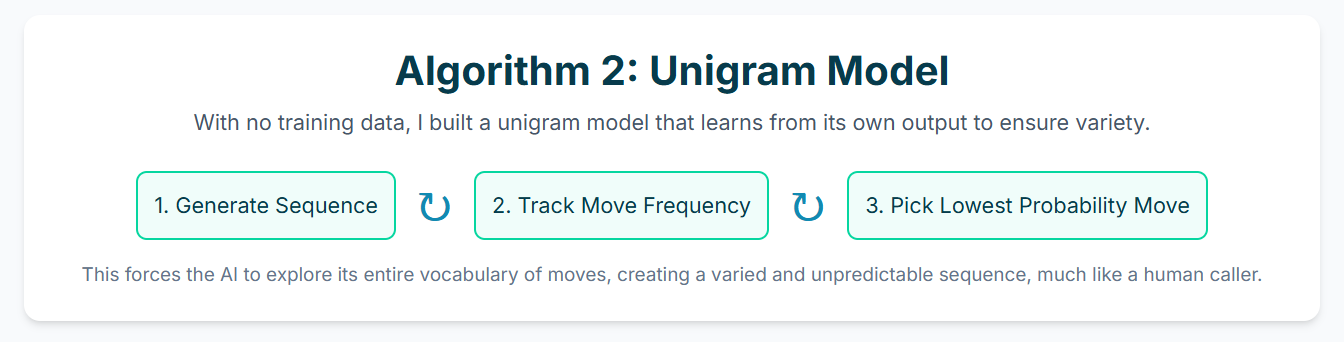 Algorithm 2: Unigram Model
With no training data, I built a unigram model that learns from its own output to ensure variety.
1. Generate Sequence ↻ 2. Track Move Frequency ↻ 3. Pick Lowest Probability Move
This forces the AI to explore its entire vocabulary of moves, creating a varied and unpredictable sequence, much like a human caller.